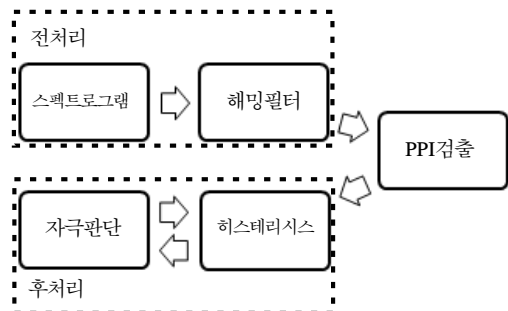 전처리
스펙트로그램
해밍필터
PPI검출
자극판단
히스테리시스
후처리